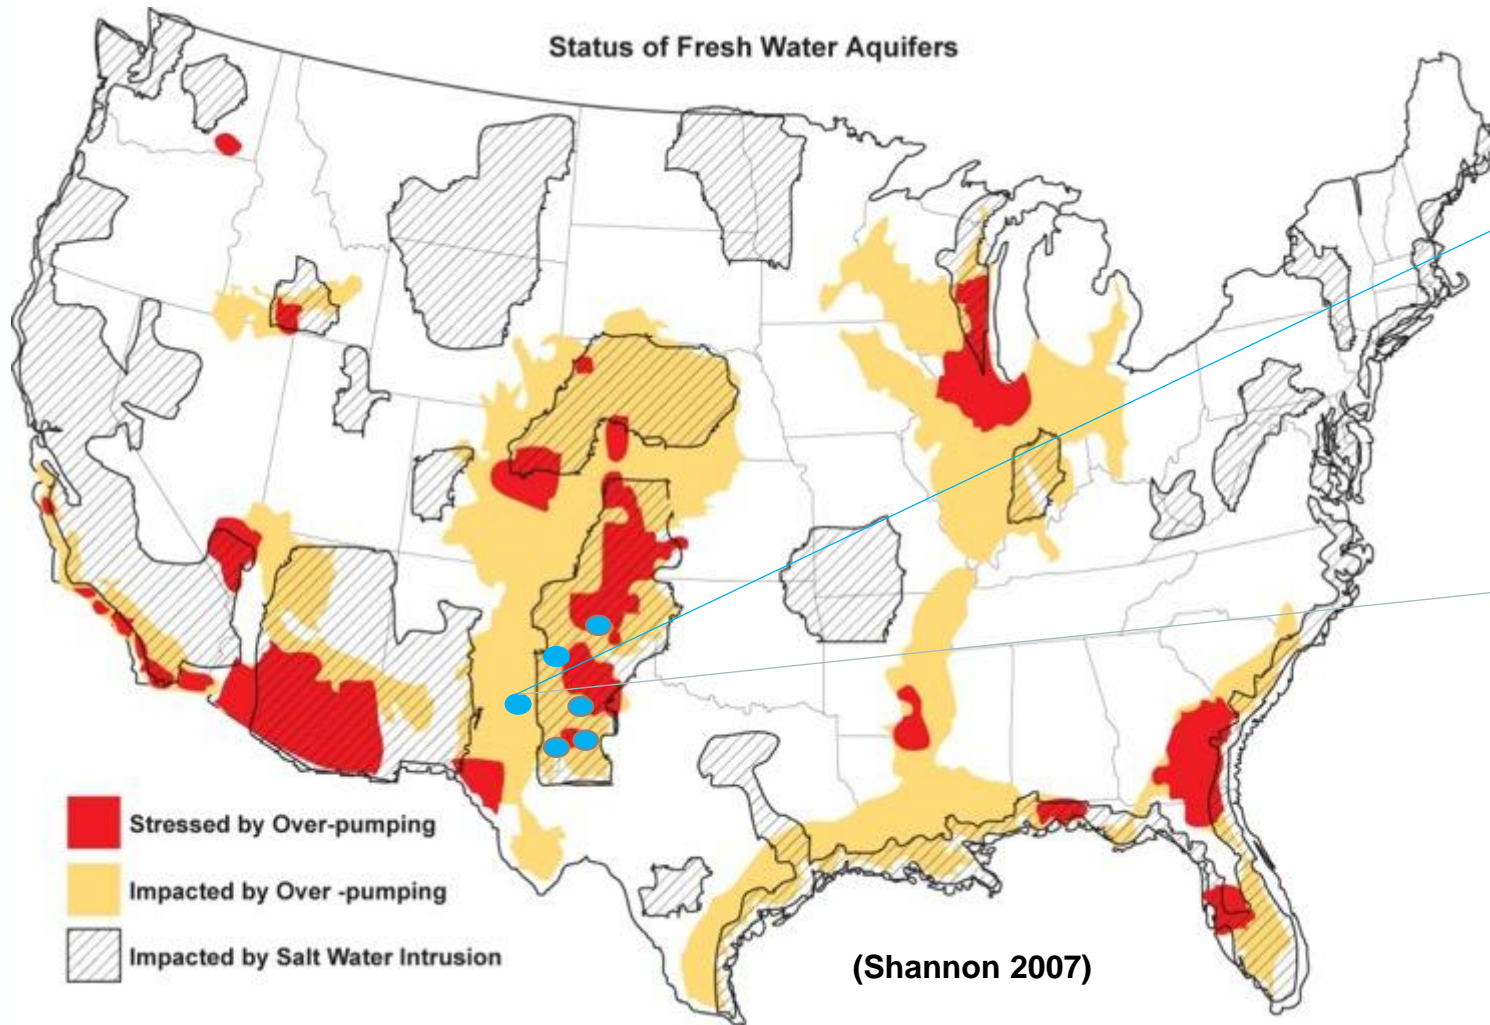 Status of Fresh Water Aquifers
Stressed by Over-pumping
Impacted by Over -pumping
Impacted by Salt Water Intrusion
(Shannon 2007)